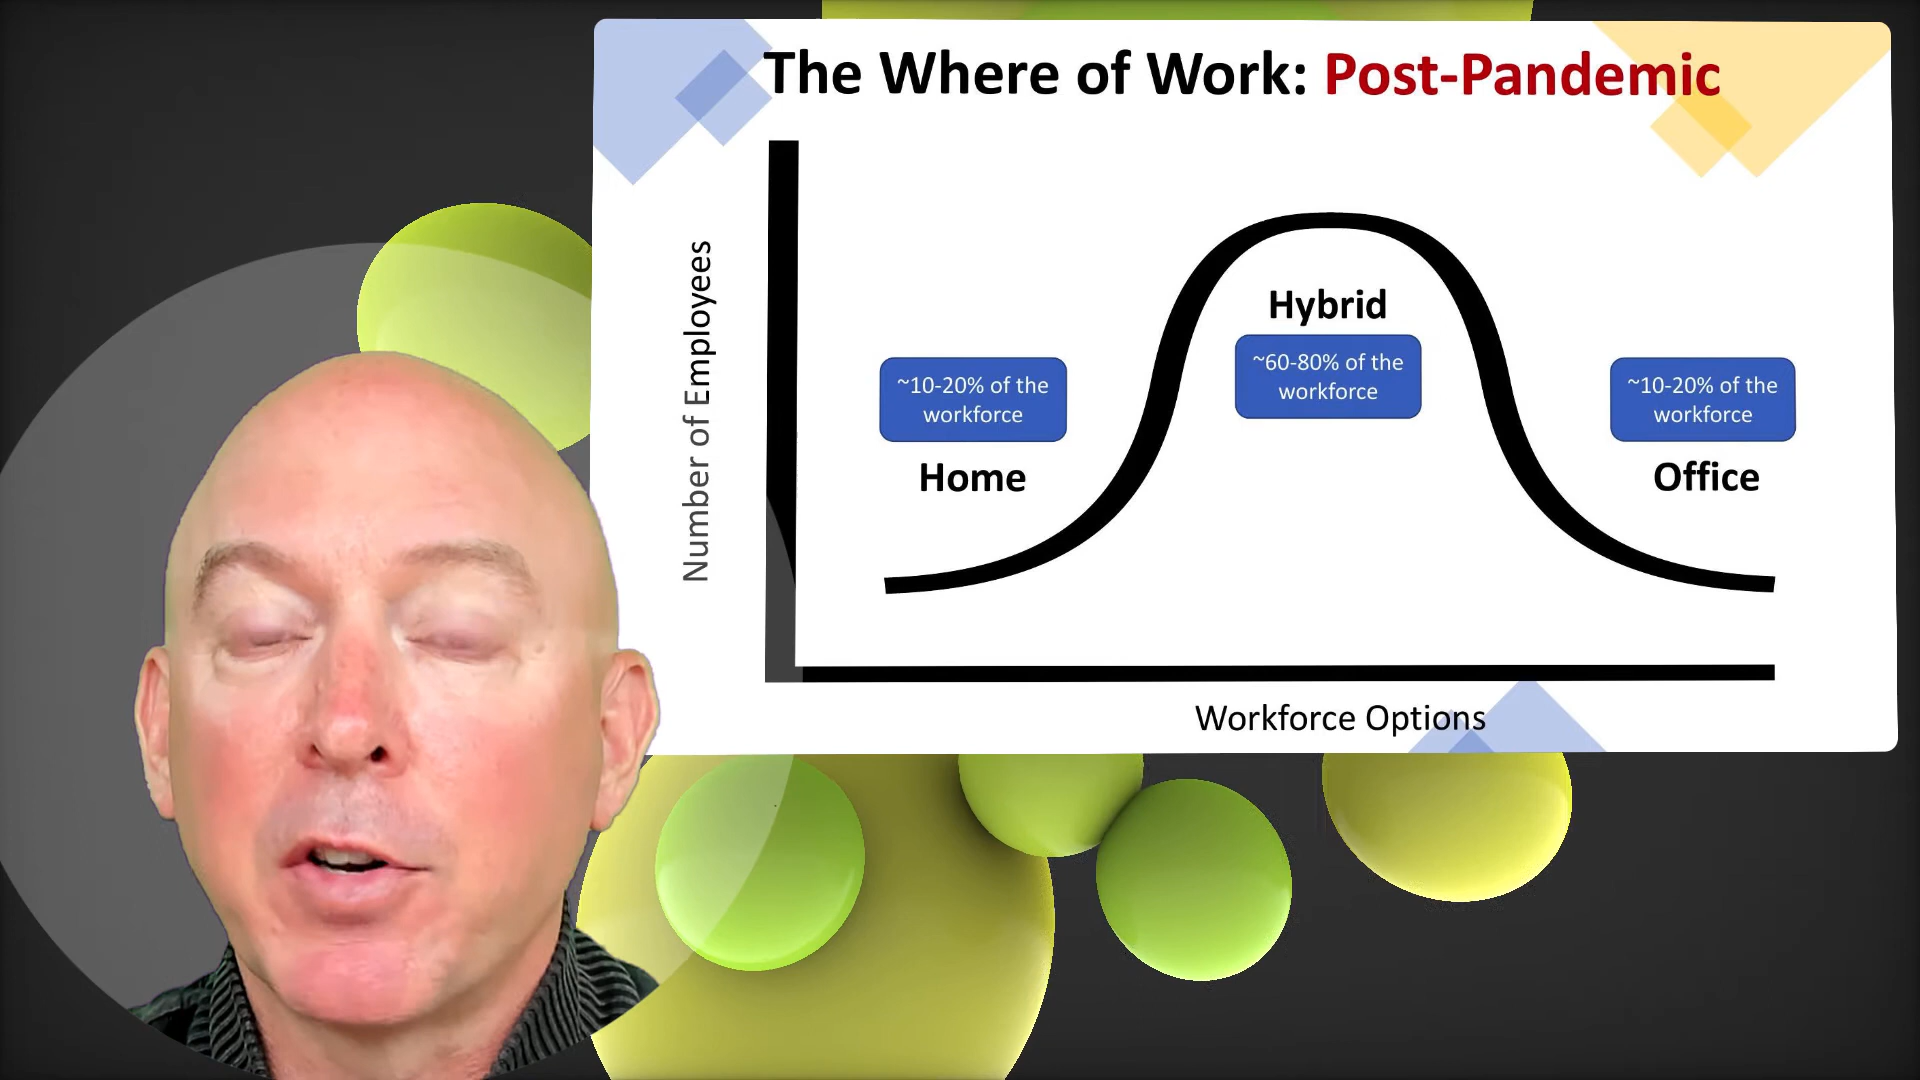 The Where of Work: Post-Pandemic
Number of Employees
Hybrid
~60-80% of the
workforce
~10-20% of the
workforce
Home
~10-20% of the
workforce
Office
Workforce Options